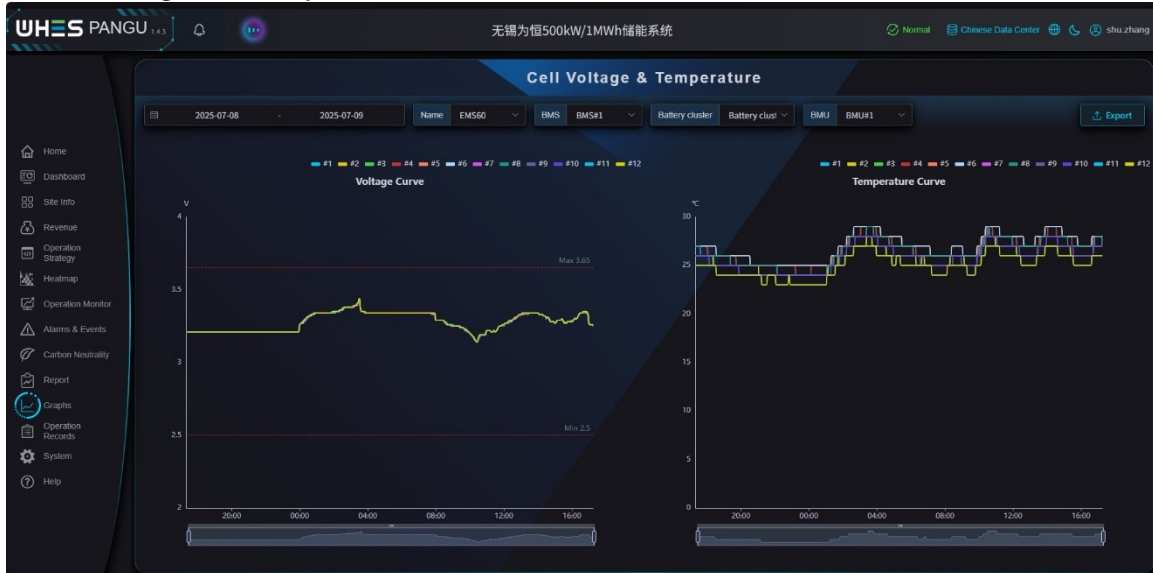 WHES PANGU 1.4.3
无锡为恒500kW/1MWh储能系统
Normal
Chinese Data Center
shu.zhang
Home
Dashboard
Site Info
Revenue
Operation
Strategy
Heatmap
Operation Monitor
Alarms & Events
Carbon Neutrality
Report
Graphs
Operation
Records
System
Help
Cell Voltage & Temperature
2025-07-08 - 2025-07-09
Name EMS60
BMS BMS#1
Battery cluster Battery clus
BMU BMU#1
Export
#1 #2 #3 #4 #5 #6 #7 #8 #9 #10 #11 #12
Voltage Curve
V
4
3.5
3
2.5
2
Max 3.65
Min 2.5
20:00 00:00 04:00 08:00 12:00 16:00
#1 #2 #3 #4 #5 #6 #7 #8 #9 #10 #11 #12
Temperature Curve
℃
30
25
20
15
10
5
0
20:00 00:00 04:00 08:00 12:00 16:00